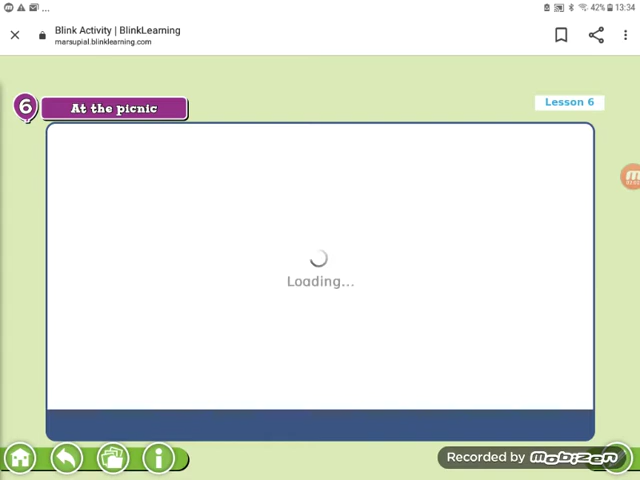 ... 42% 13:34
Blink Activity | BlinkLearning
marsupial.blinklearning.com
6 At the picnic
Lesson 6
Loading...
Recorded by Mobizen